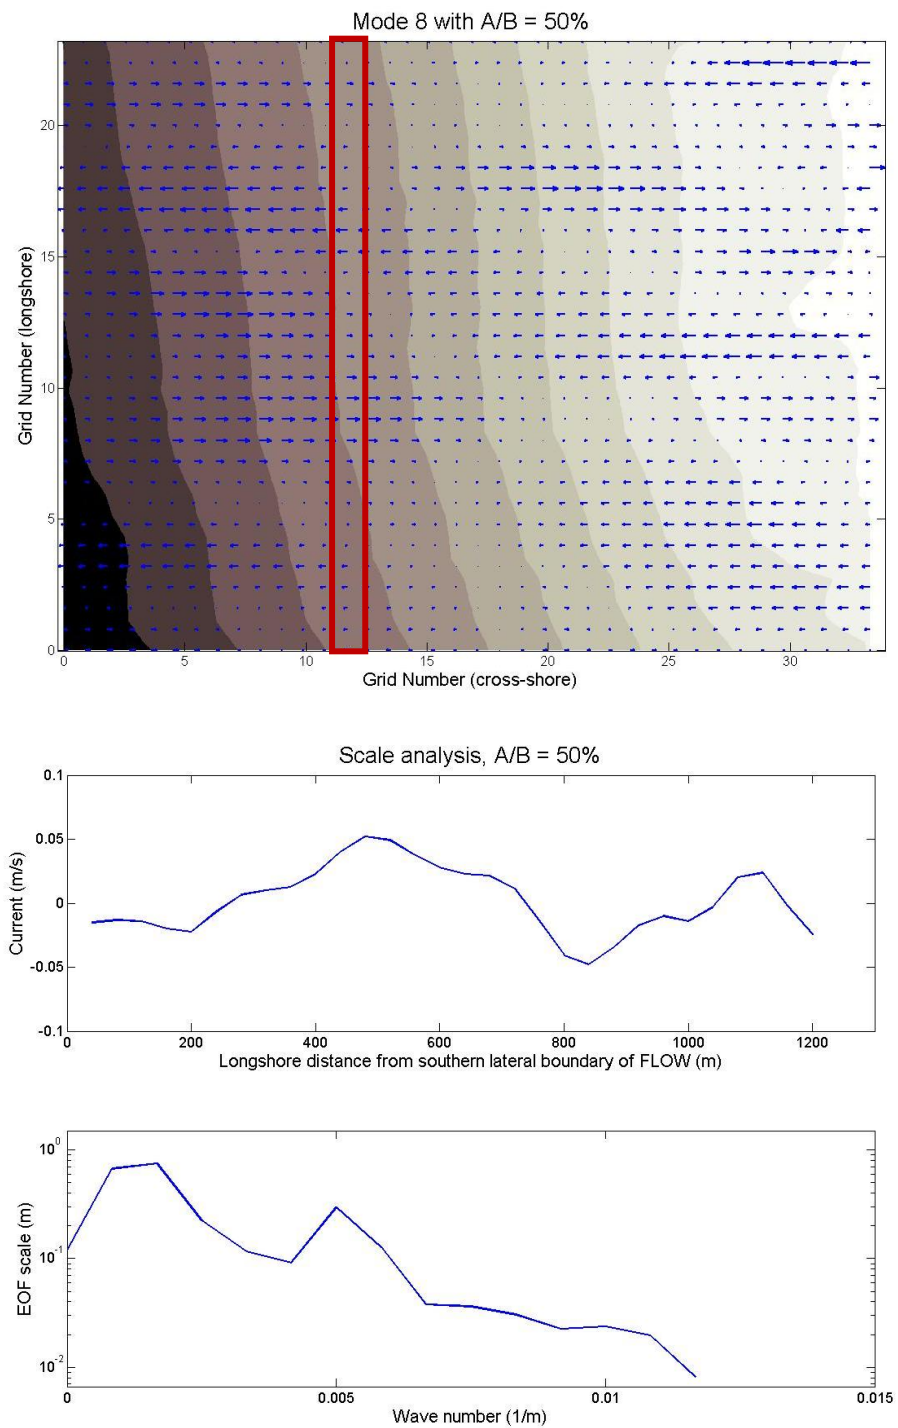 Mode 8 with A/B = 50%
Grid Number (longshore)
20
15
10
5
0
0 5 10 15 20 25 30
Grid Number (cross-shore)
Scale analysis, A/B = 50%
Current (m/s)
0.1
0.05
0
-0.05
-0.1
0 200 400 600 800 1000 1200
Longshore distance from southern lateral boundary of FLOW (m)
EOF scale (m)
10^0
10^-1
10^-2
0 0.005 0.01 0.015
Wave number (1/m)